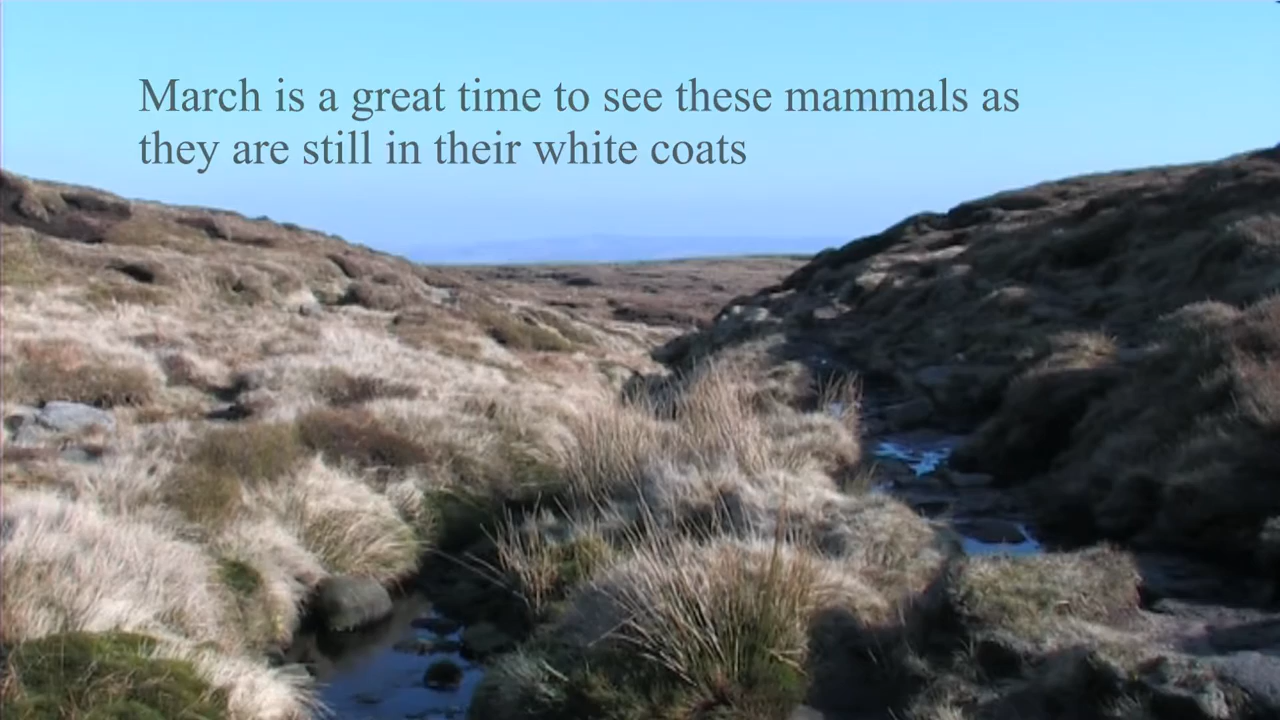 March is a great time to see these mammals as
they are still in their white coats